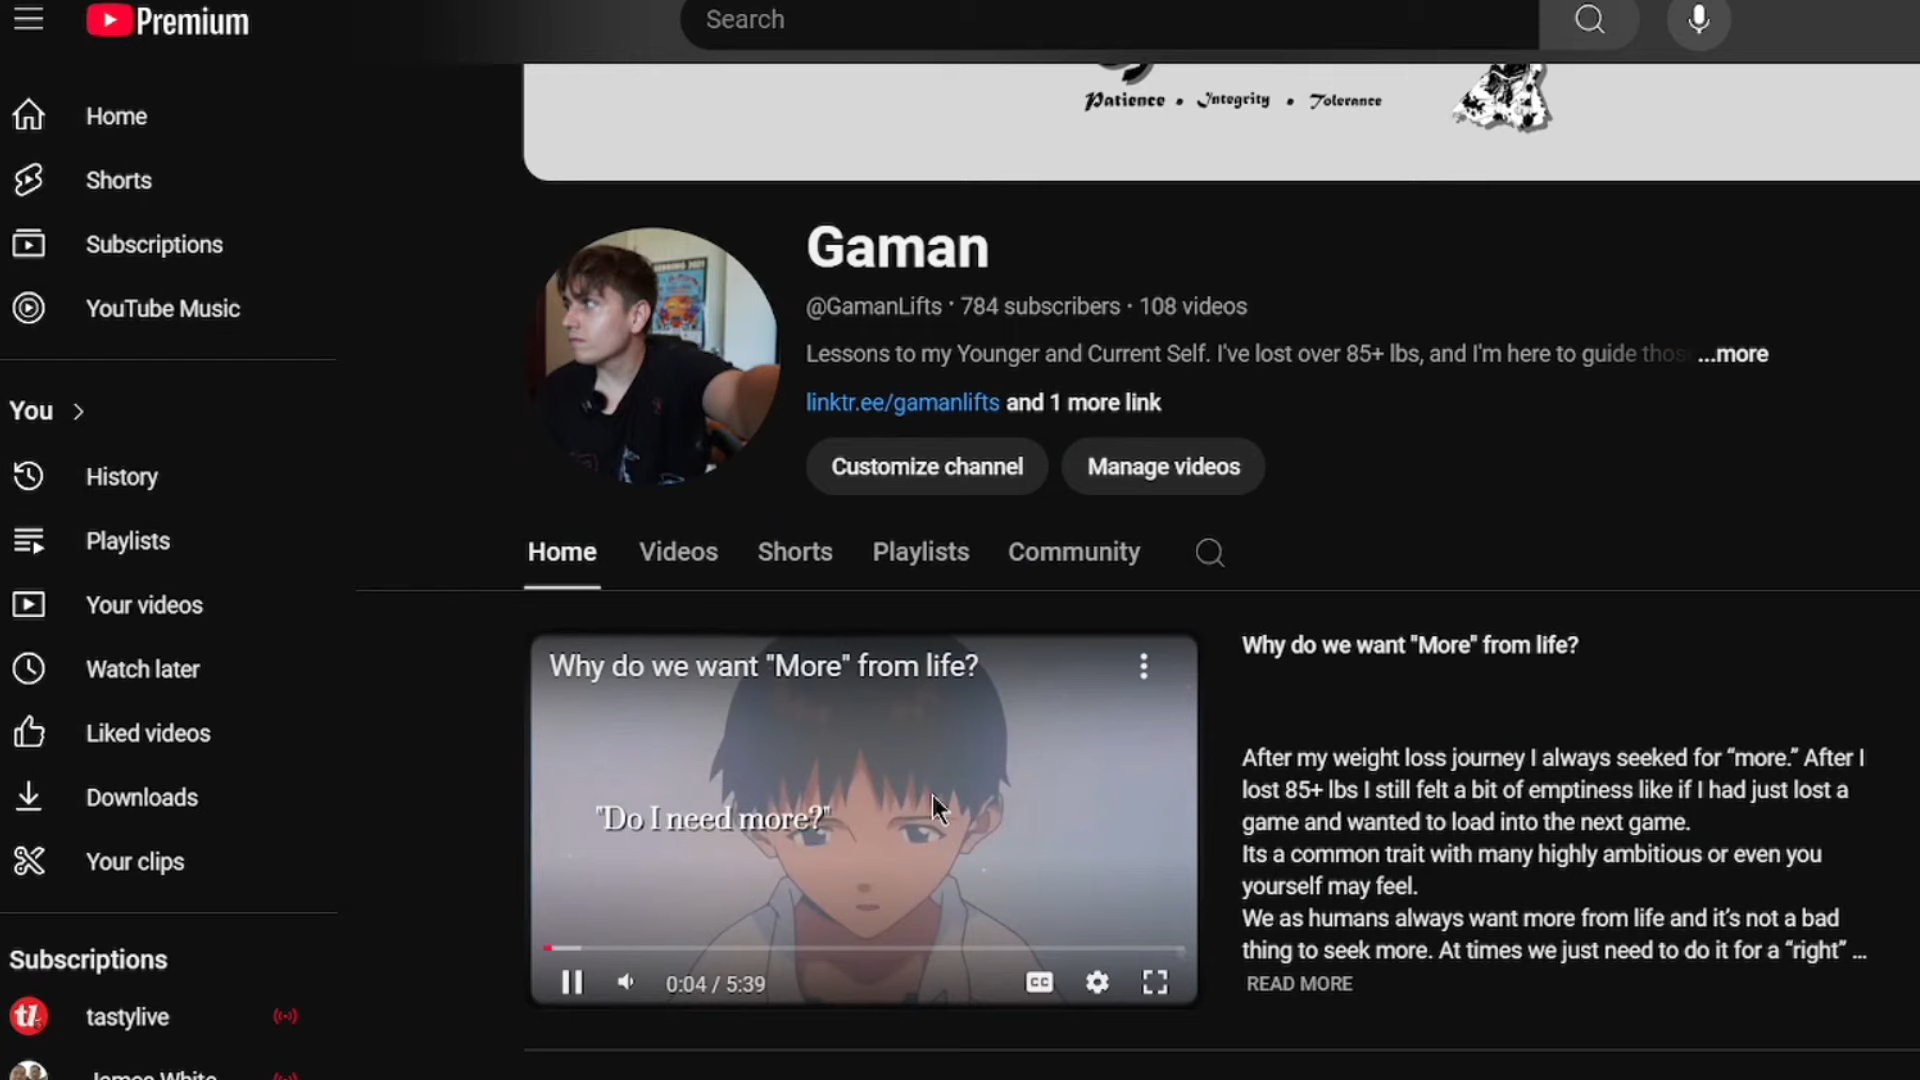 Premium
Search
Patience • Integrity • Tolerance
Home
Shorts
Subscriptions
YouTube Music
You
History
Playlists
Your videos
Watch later
Liked videos
Downloads
Your clips
Subscriptions
tastylive
James White
Gaman
@GamanLifts • 784 subscribers • 108 videos
Lessons to my Younger and Current Self. I've lost over 85+ lbs, and I'm here to guide those ...more
linktr.ee/gamanlifts and 1 more link
Customize channel Manage videos
Home Videos Shorts Playlists Community
Why do we want "More" from life?
"Do I need more?"
0:04 / 5:39
CC
Why do we want "More" from life?
After my weight loss journey I always seeked for “more.” After I
lost 85+ lbs I still felt a bit of emptiness like if I had just lost a
game and wanted to load into the next game.
Its a common trait with many highly ambitious or even you
yourself may feel.
We as humans always want more from life and it’s not a bad
thing to seek more. At times we just need to do it for a “right” ...
READ MORE